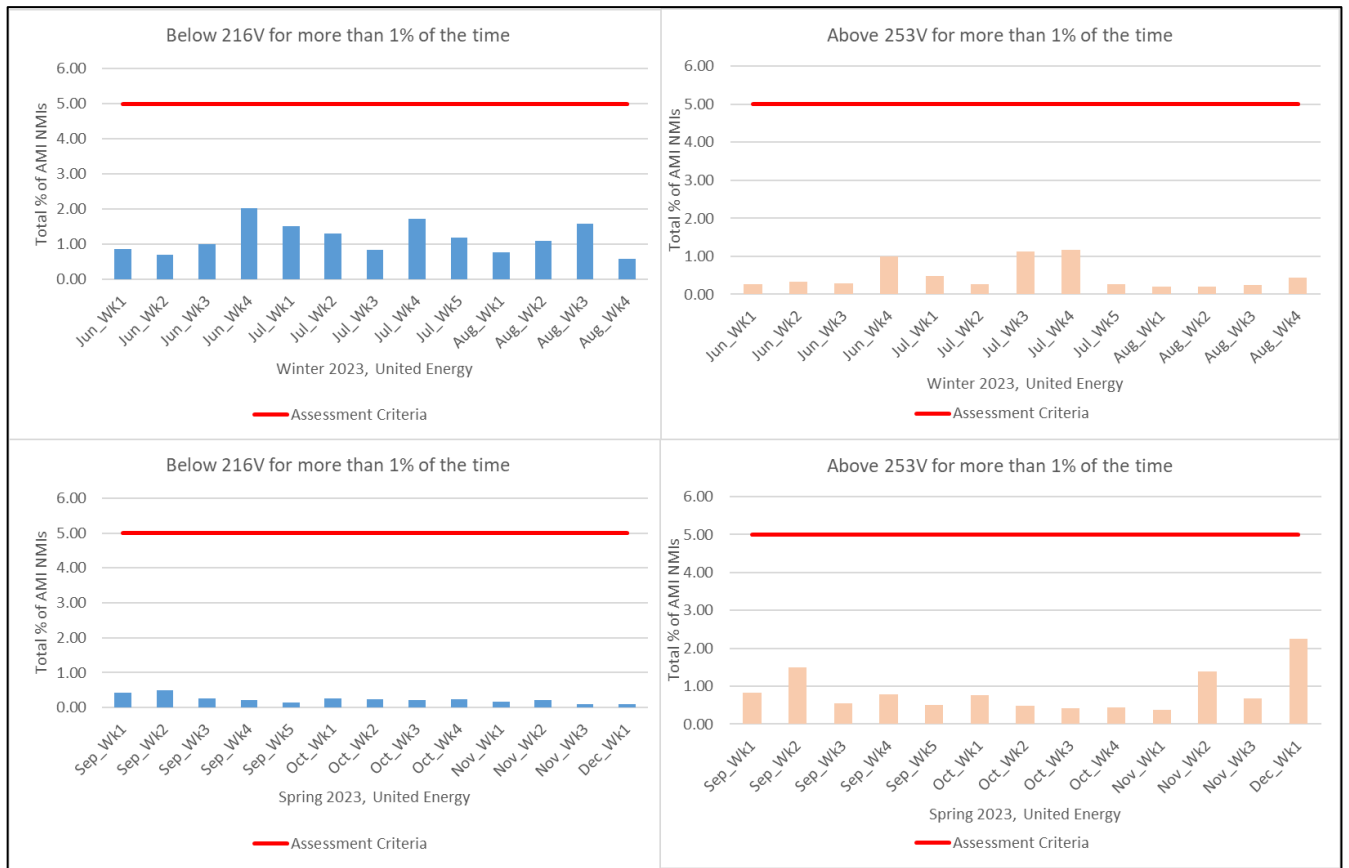 Below 216V for more than 1% of the time
Total % of AMI NMIs
6.00
5.00
4.00
3.00
2.00
1.00
0.00
Jun_WK1
Jun_Wk2
Jun_WK3
Jun_WK4
Jul_WK1
Jul_WK2
Jul_WK3
Jul_WK4
Jul_WK5
Aug_WK1
Aug_WK2
Aug_WK3
Aug_WK4
Winter 2023, United Energy
Assessment Criteria
Above 253V for more than 1% of the time
Total % of AMI NMIs
6.00
5.00
4.00
3.00
2.00
1.00
0.00
Jun_WK1
Jun_Wk2
Jun_WK3
Jun_WK4
Jul_WK1
Jul_WK2
Jul_WK3
Jul_WK4
Jul_WK5
Aug_WK1
Aug_WK2
Aug_WK3
Aug_WK4
Winter 2023, United Energy
Assessment Criteria
Below 216V for more than 1% of the time
Total % of AMI NMIs
6.00
5.00
4.00
3.00
2.00
1.00
0.00
Sep_Wk1
Sep_Wk2
Sep_Wk3
Sep_Wk4
Sep_Wk5
Oct_Wk1
Oct_Wk2
Oct_Wk3
Oct_Wk4
Nov_Wk1
Nov_Wk2
Nov_Wk3
Dec_Wk1
Spring 2023, United Energy
Assessment Criteria
Above 253V for more than 1% of the time
Total % of AMI NMIs
6.00
5.00
4.00
3.00
2.00
1.00
0.00
Sep_Wk1
Sep_Wk2
Sep_Wk3
Sep_Wk4
Sep_Wk5
Oct_Wk1
Oct_Wk2
Oct_Wk3
Oct_Wk4
Nov_Wk1
Nov_Wk2
Nov_Wk3
Dec_Wk1
Spring 2023, United Energy
Assessment Criteria